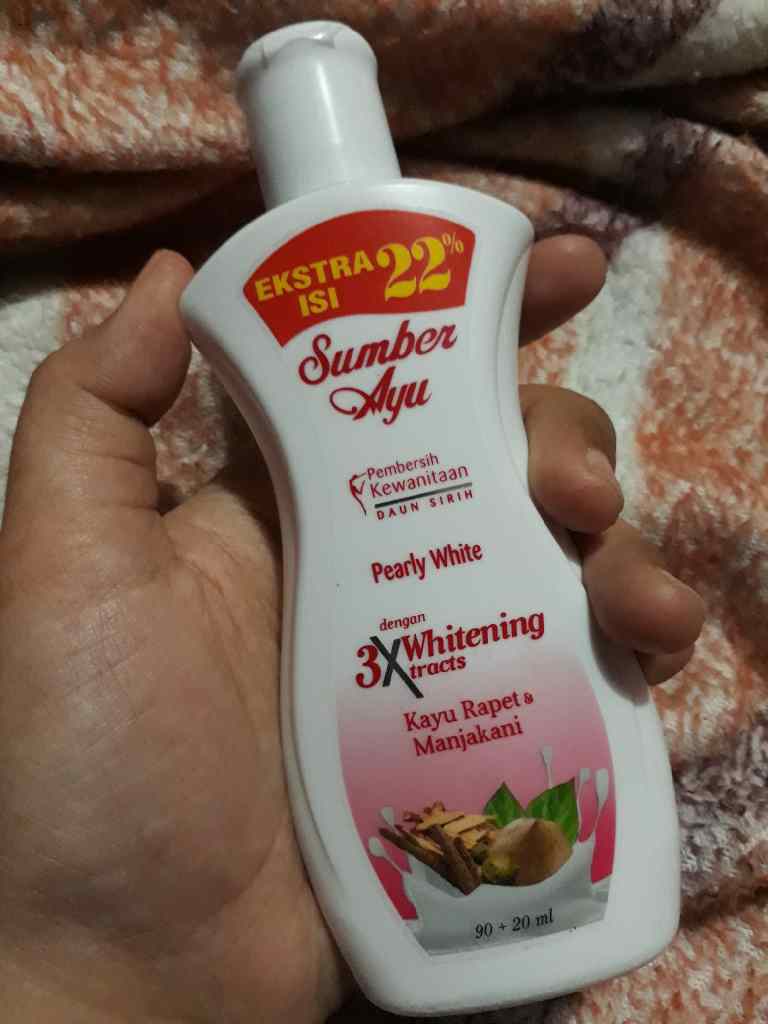 EKSTRA 22%
ISI
Sumber
Ayu
Pembersih
Kewanitaan
DAUN SIRIH
Pearly White
dengan
3X Whitening
tracts
Kayu Rapet &
Manjakani
90 + 20 ml